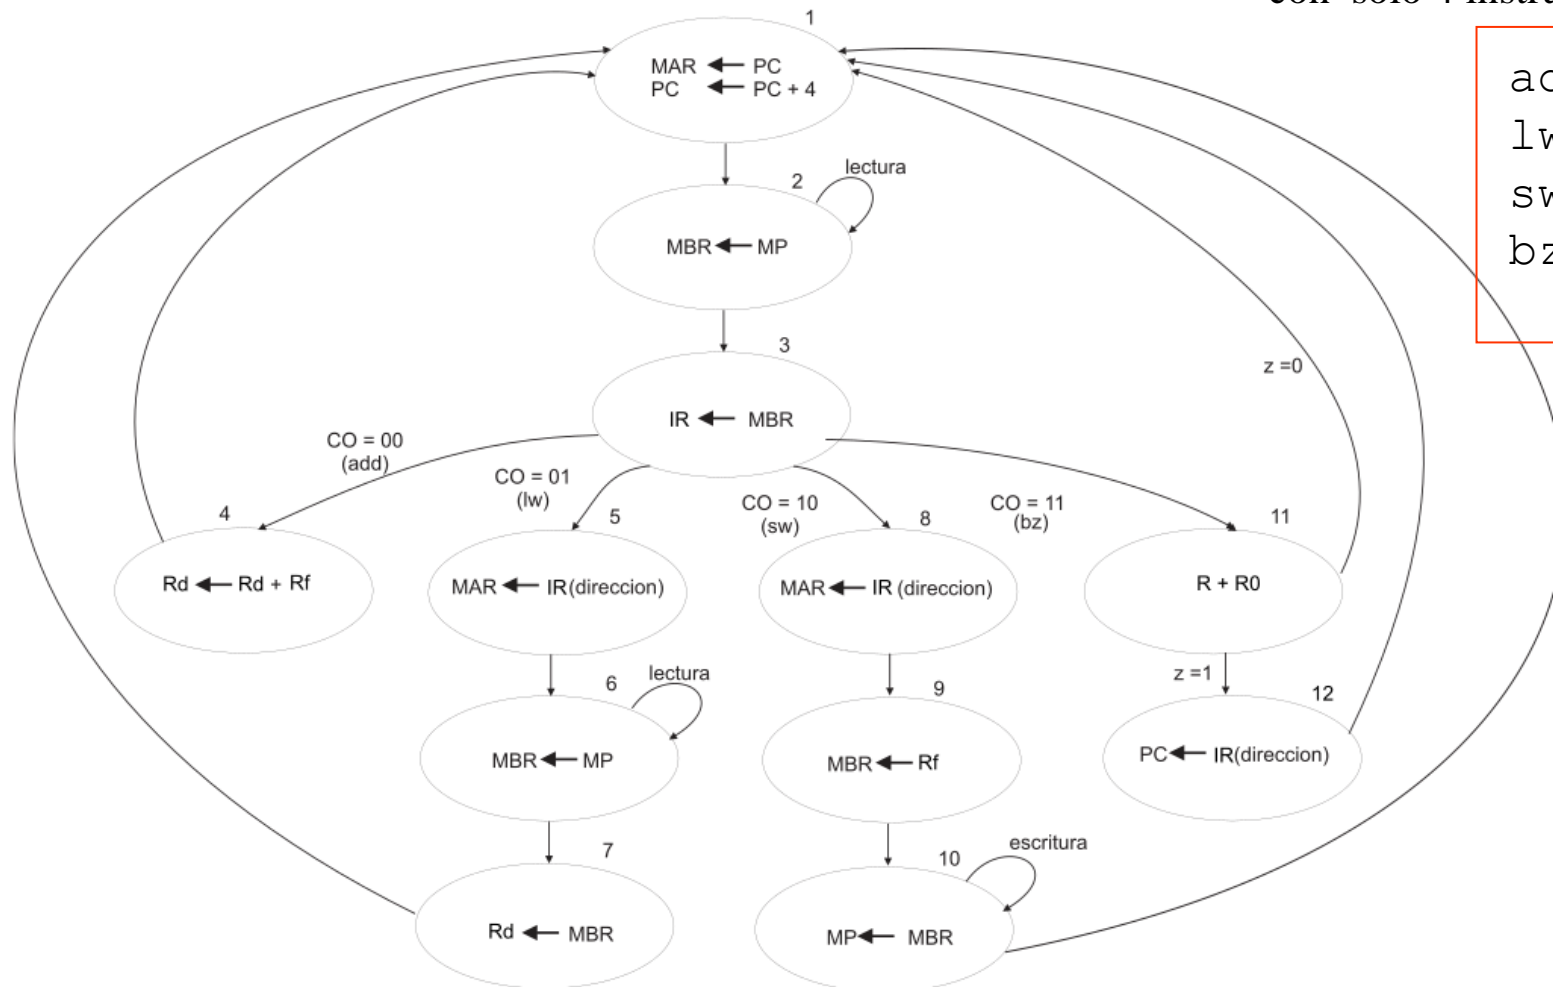 con solo 4
1
MAR ← PC
PC ← PC + 4
lectura
2
MBR ← MP
3
IR ← MBR
z =0
CO = 00
(add)
CO = 01
(lw)
CO = 10
(sw)
CO = 11
(bz)
4
Rd ← Rd + Rf
5
MAR ← IR(direccion)
8
MAR ← IR (direccion)
11
R + R0
lectura
6
MBR ← MP
9
MBR ← Rf
z =1
12
PC ← IR(direccion)
7
Rd ← MBR
escritura
10
MP ← MBR
lw
sw
bz